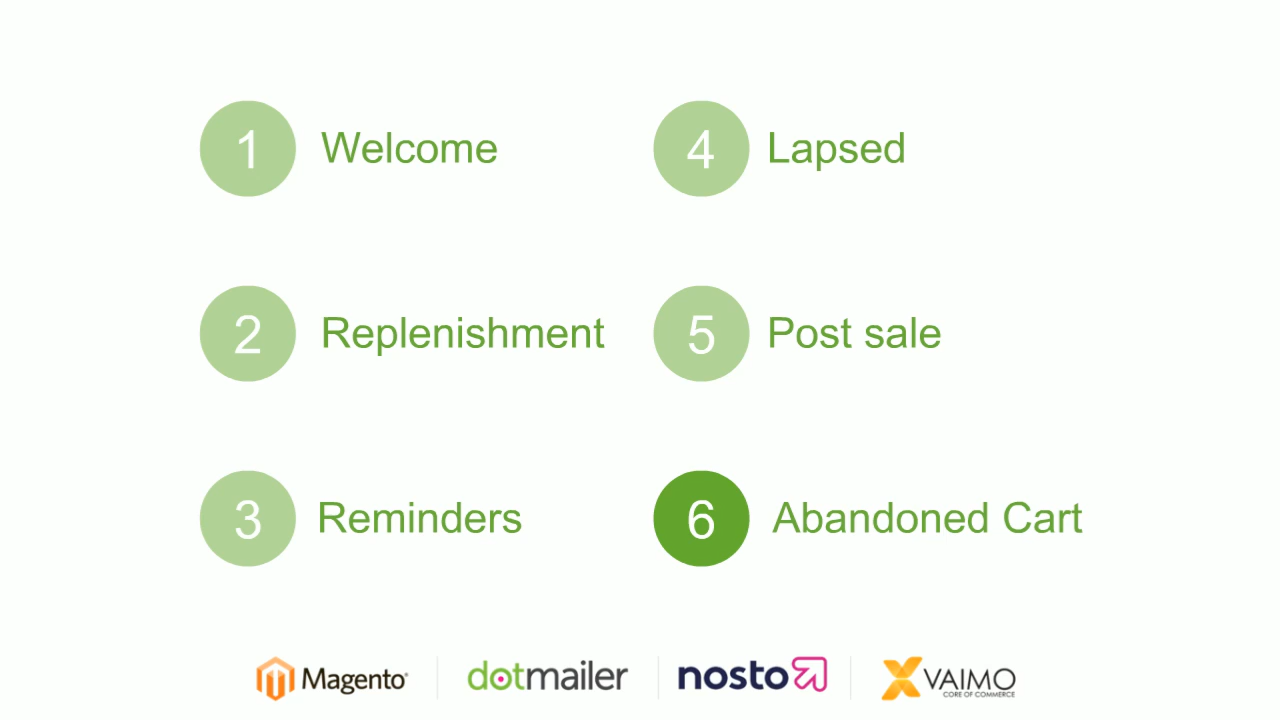 1 Welcome
2 Replenishment
3 Reminders
4 Lapsed
5 Post sale
6 Abandoned Cart
Magento®
dotmailer
nosto
VAIMO
CORE OF COMMERCE